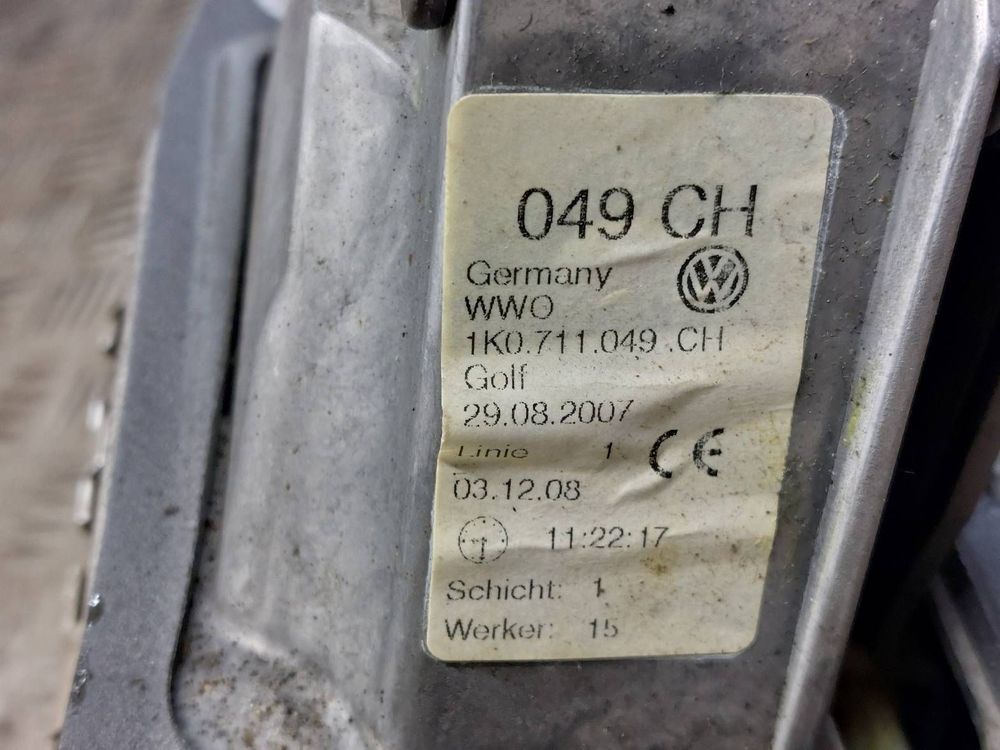 049 CH
Germany
WWO
1K0.711.049 .CH
Golf
29.08.2007
Linie 1 CE
03.12.08
11:22:17
Schicht: 1
Werker: 15